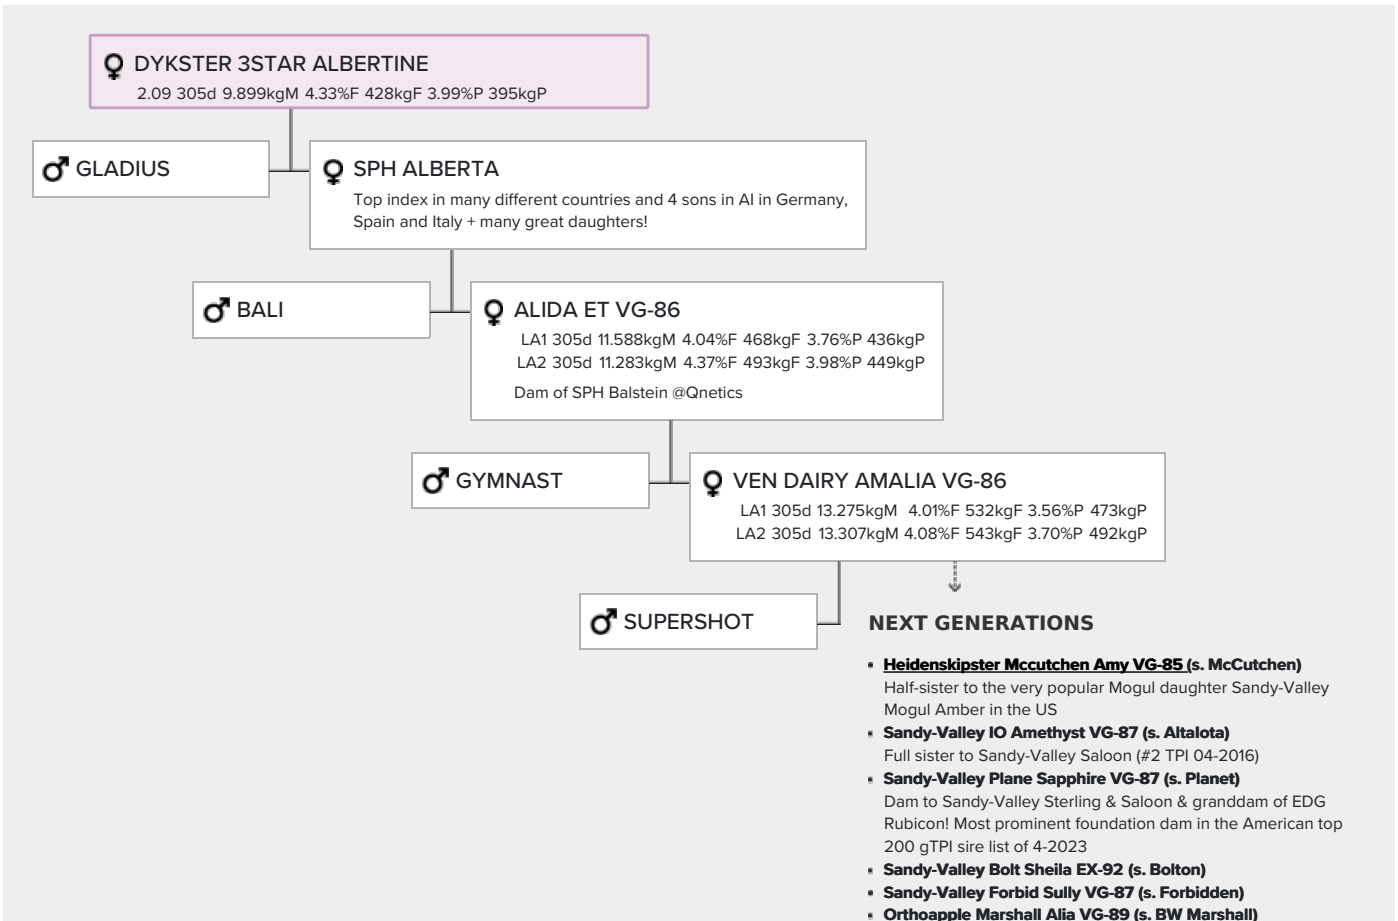 DYKSTER 3STAR ALBERTINE
2.09 305d 9.899kgM 4.33%F 428kgF 3.99%P 395kgP
GLADIUS
SPH ALBERTA
Top index in many different countries and 4 sons in AI in Germany,
Spain and Italy + many great daughters!
BALI
ALIDA ET VG-86
LA1 305d 11.588kgM 4.04%F 468kgF 3.76%P 436kgP
LA2 305d 11.283kgM 4.37%F 493kgF 3.98%P 449kgP
Dam of SPH Balstein @Qnetics
GYMNAST
VEN DAIRY AMALIA VG-86
LA1 305d 13.275kgM 4.01%F 532kgF 3.56%P 473kgP
LA2 305d 13.307kgM 4.08%F 543kgF 3.70%P 492kgP
SUPERSHOT
NEXT GENERATIONS
▪ Heidenskipster Mccutchen Amy VG-85 (s. McCutchen)
Half-sister to the very popular Mogul daughter Sandy-Valley
Mogul Amber in the US
▪ Sandy-Valley IO Amethyst VG-87 (s. AltaIota)
Full sister to Sandy-Valley Saloon (#2 TPI 04-2016)
▪ Sandy-Valley Plane Sapphire VG-87 (s. Planet)
Dam to Sandy-Valley Sterling & Saloon & granddam of EDG
Rubicon! Most prominent foundation dam in the American top
200 gTPI sire list of 4-2023
▪ Sandy-Valley Bolt Sheila EX-92 (s. Bolton)
▪ Sandy-Valley Forbid Sully VG-87 (s. Forbidden)
▪ Orthoapple Marshall Alia VG-89 (s. BW Marshall)